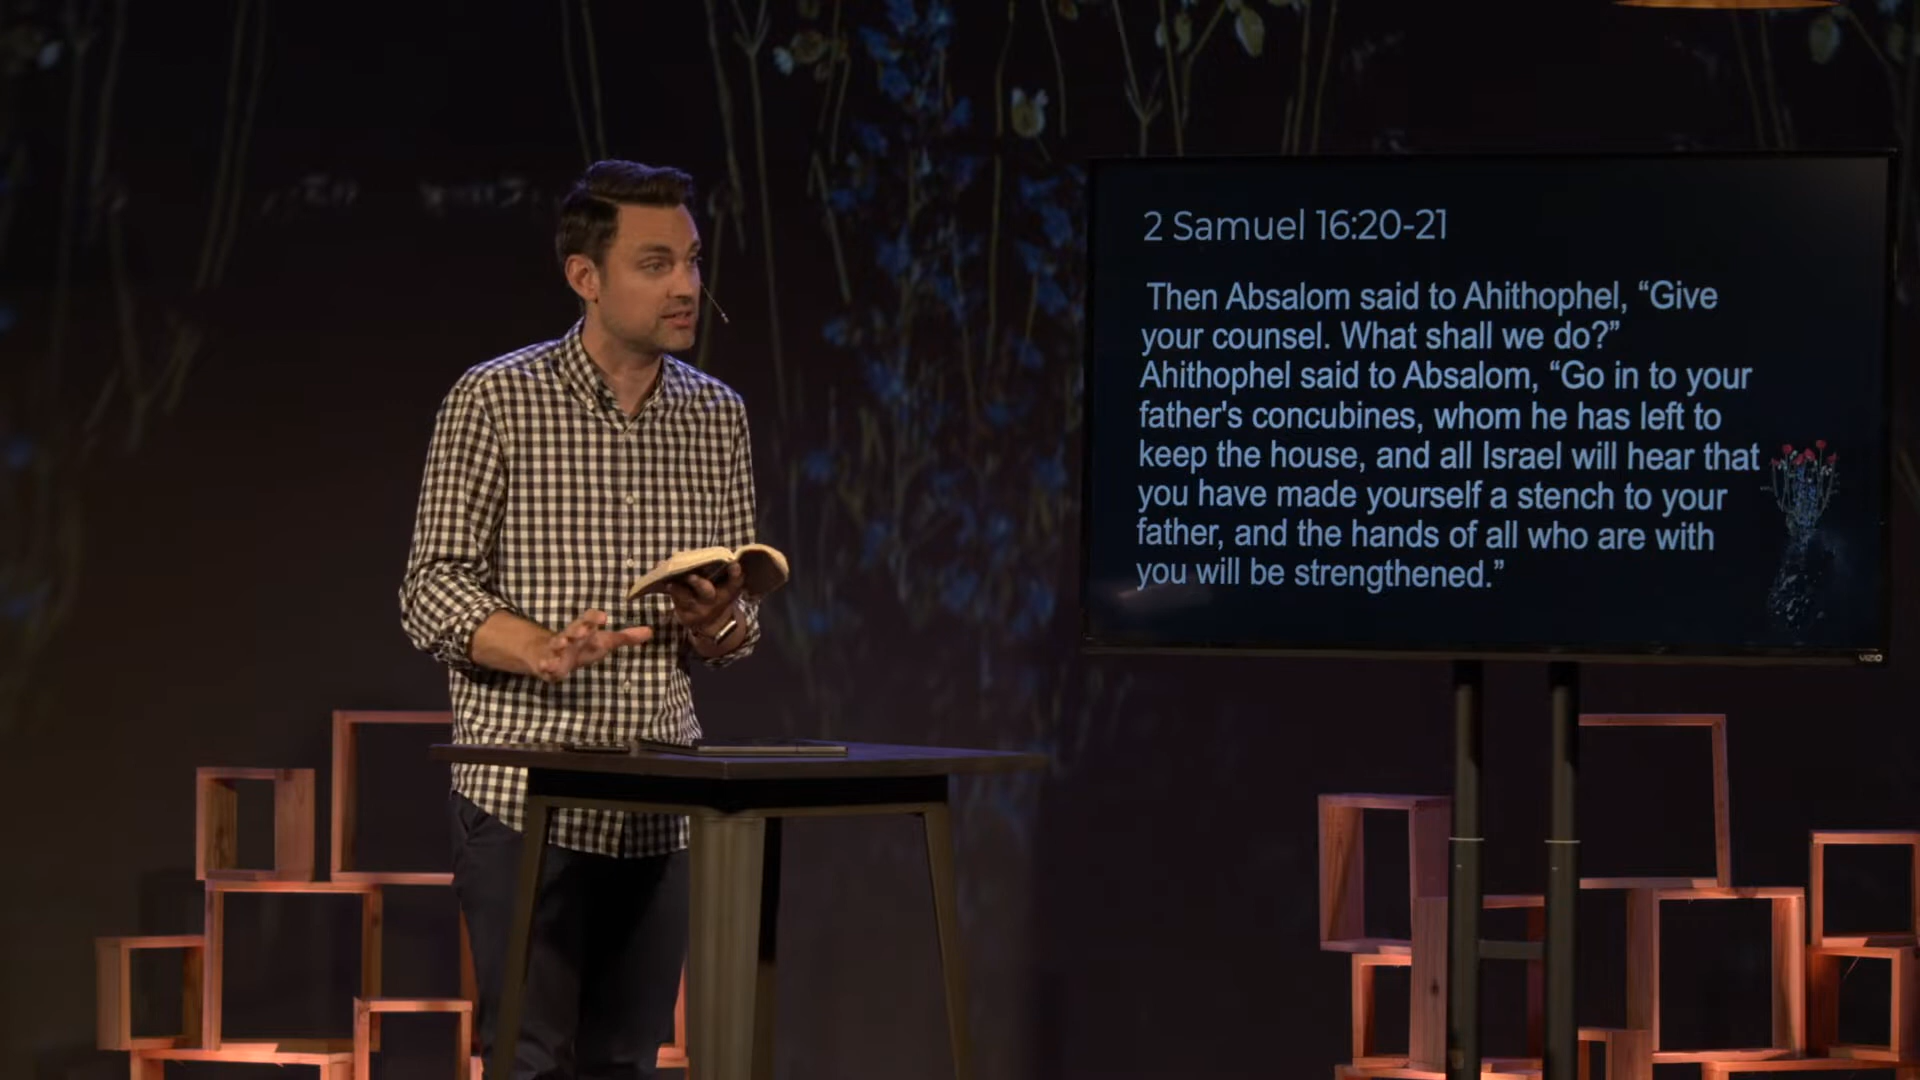 2 Samuel 16:20-21
Then Absalom said to Ahithophel, “Give
your counsel. What shall we do?”
Ahithophel said to Absalom, “Go in to your
father's concubines, whom he has left to
keep the house, and all Israel will hear that
you have made yourself a stench to your
father, and the hands of all who are with
you will be strengthened.”
VIZIO